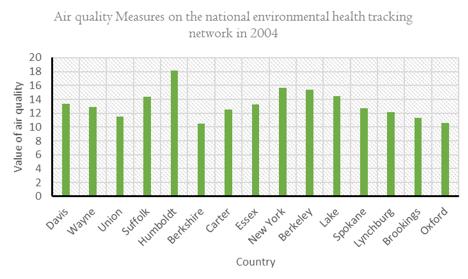 Air quality Measures on the national environmental health tracking
network in 2004
Value of air quality
20
18
16
14
12
10
8
6
4
2
0
Davis
Wayne
Union
Suffolk
Humboldt
Berkshire
Carter
Essex
New York
Berkeley
Lake
Spokane
Lynchburg
Brookings
Oxford
Country